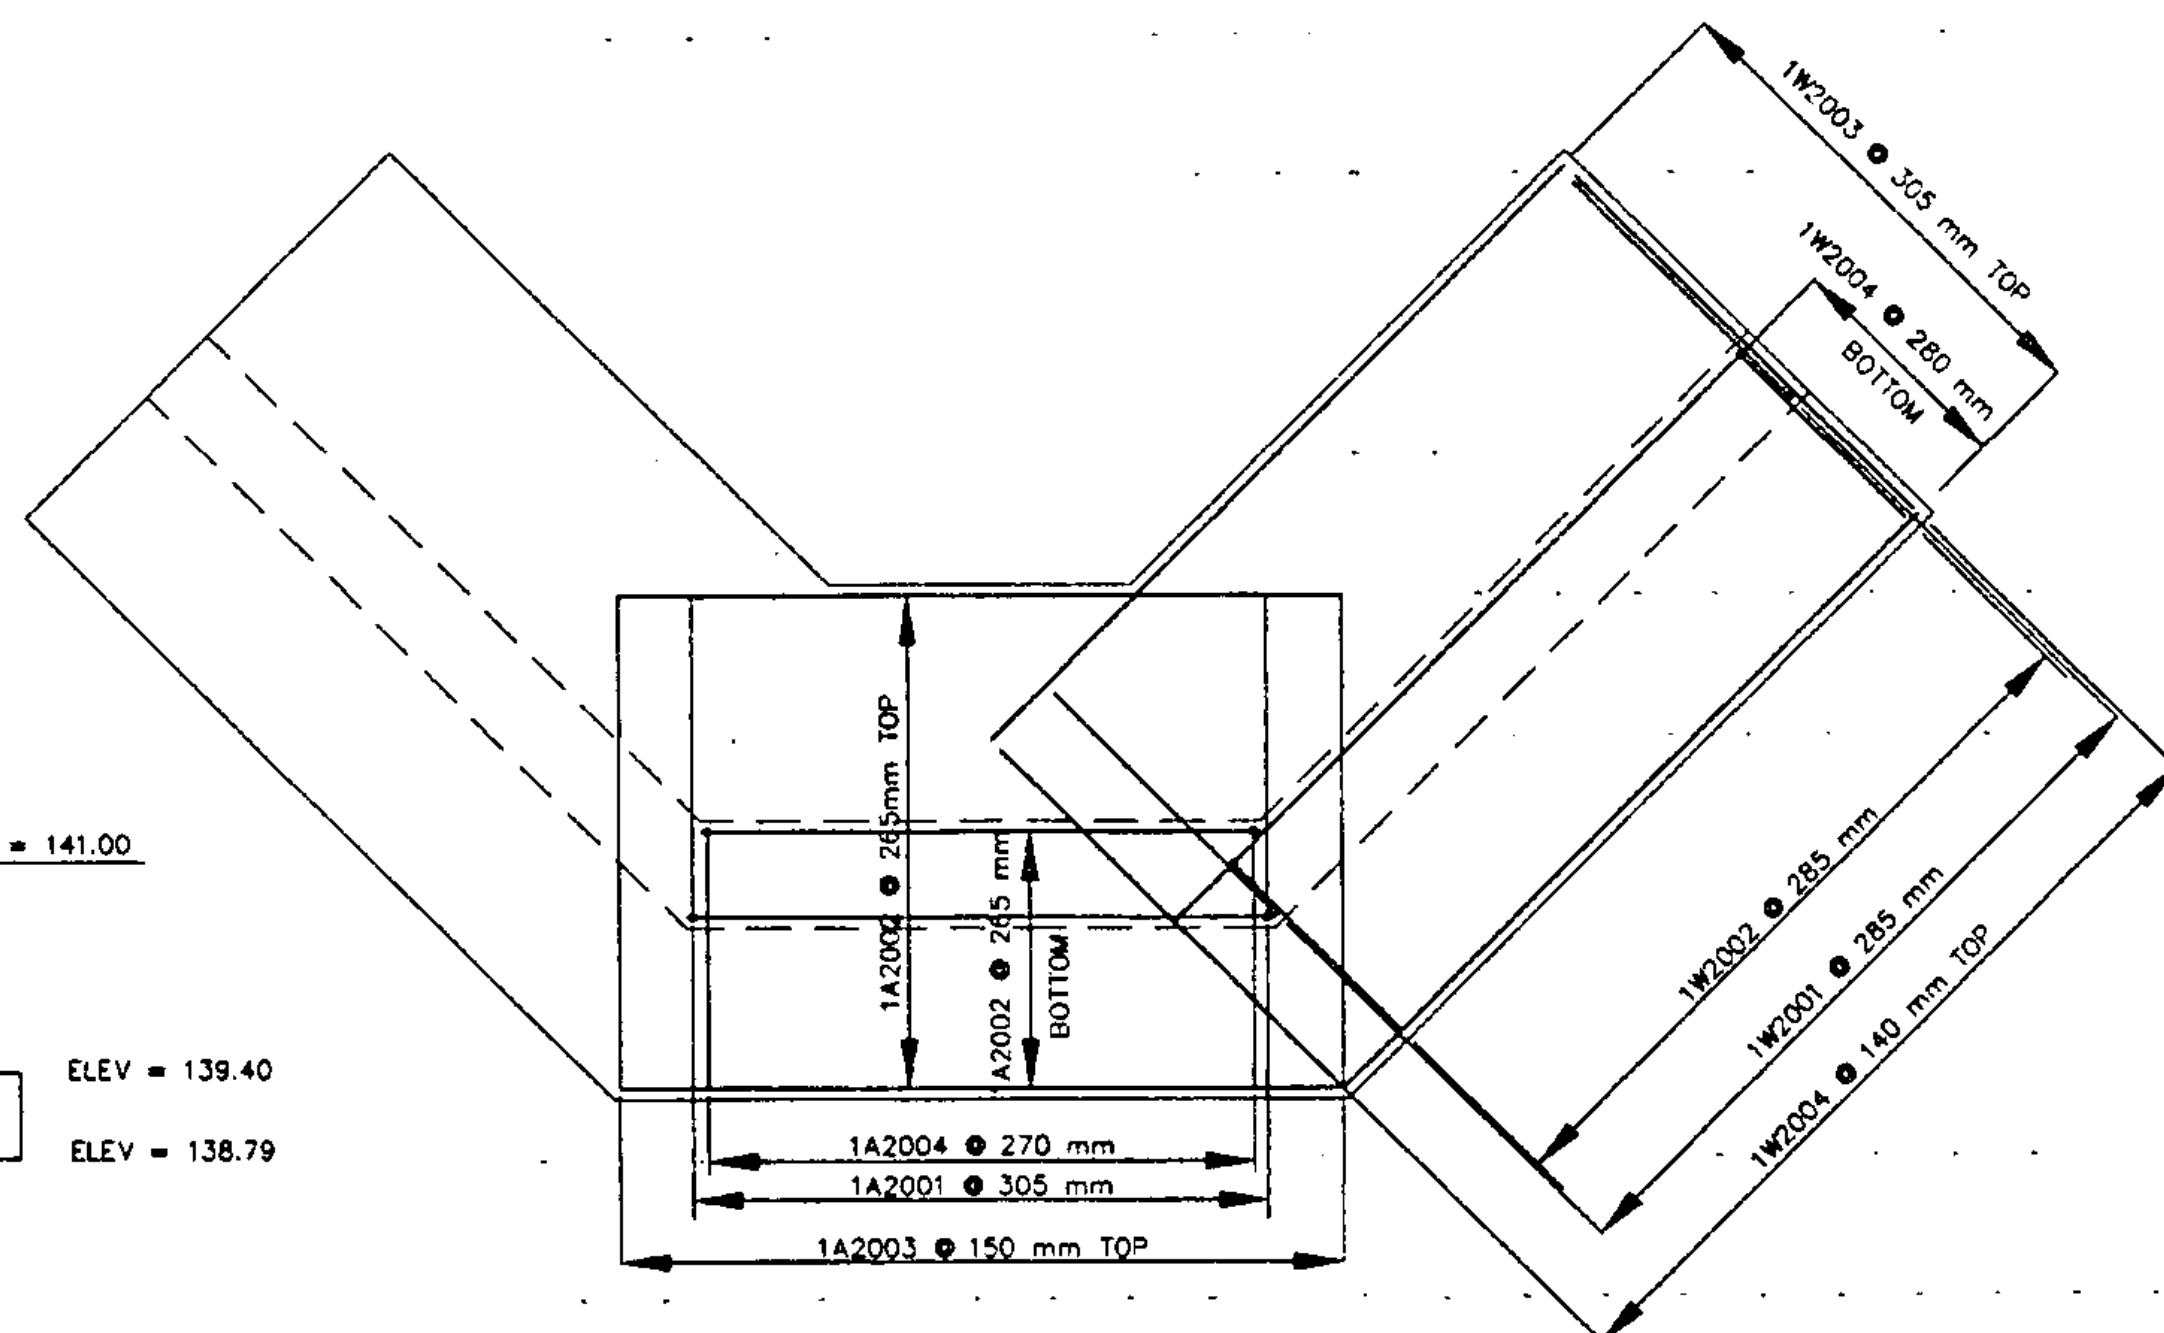 1W2003 @ 305 mm TOP
1W2004 @ 280 mm
BOTTOM
1A2002 @ 265mm TOP
A2002 @ 265 mm
BOTTOM
= 141.00
ELEV = 139.40
ELEV = 138.79
1W2002 @ 285 mm
1W2001 @ 285 mm
1W2004 @ 140 mm TOP
1A2004 @ 270 mm
1A2001 @ 305 mm
1A2003 @ 150 mm TOP